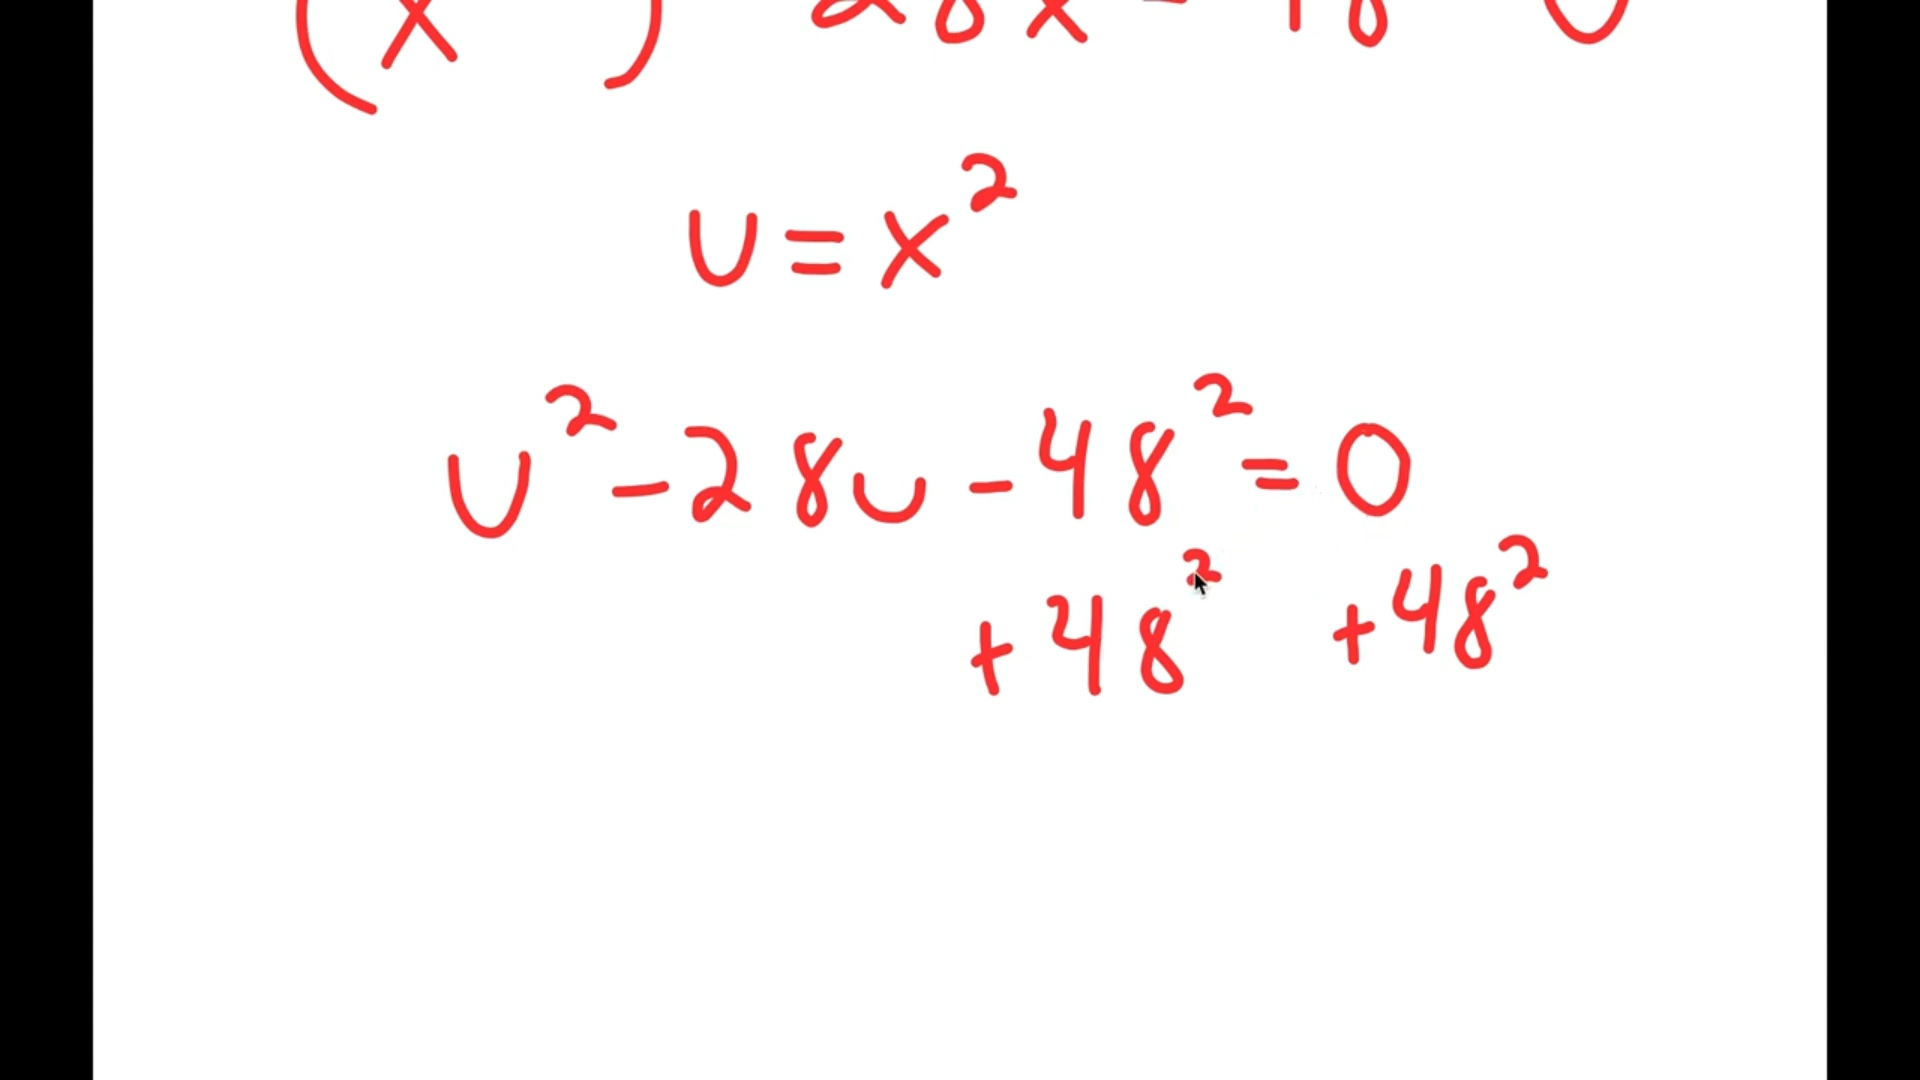 u = x²
u² - 28u - 48² = 0
+ 48² + 48²